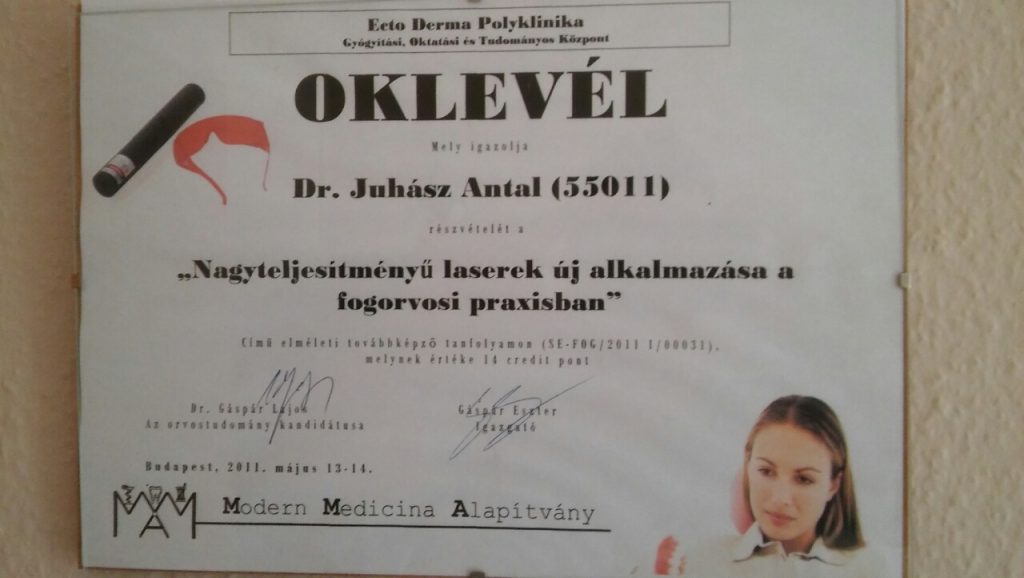 Ecto Derma Polyklinika
Gyógyítási, Oktatási és Tudományos Központ
OKLEVÉL
Mely igazolja
Dr. Juhász Antal (55011)
részvételét a
„Nagyteljesítményű laserek új alkalmazása a
fogorvosi praxisban”
Című elméleti továbbképző tanfolyamon (SE-FOG/2011 I/00031),
melynek értéke 14 credit pont
Dr. Gáspár Lajos
Az orvostudomány kandidátusa
Gáspár Eszter
Igazgató
Budapest, 2011. május 13-14.
MAM
Modern Medicina Alapítvány